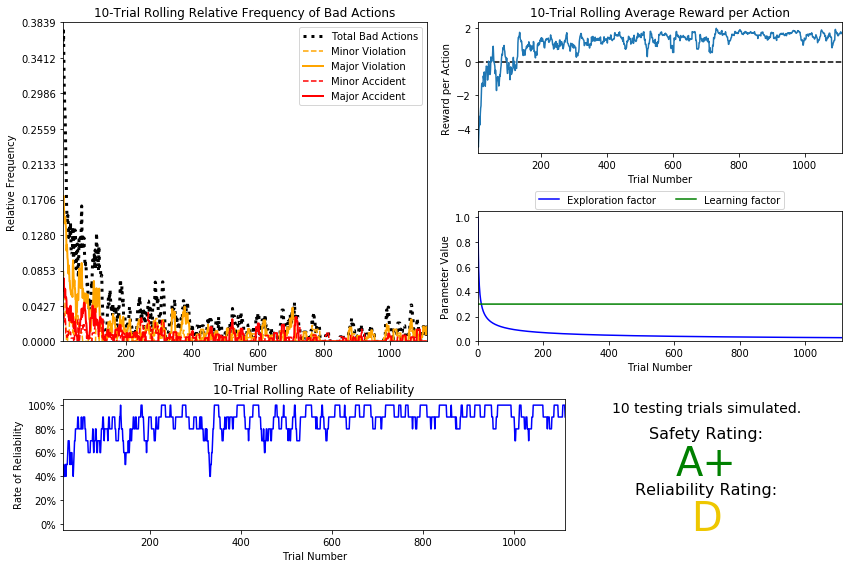 10-Trial Rolling Relative Frequency of Bad Actions
0.3839
0.3412
0.2986
0.2559
0.2133
0.1706
0.1280
0.0853
0.0427
0.0000
Relative Frequency
Total Bad Actions
Minor Violation
Major Violation
Minor Accident
Major Accident
200 400 600 800 1000
Trial Number
10-Trial Rolling Average Reward per Action
2
0
−2
−4
Reward per Action
200 400 600 800 1000
Trial Number
Exploration factor Learning factor
1.0
0.8
0.6
0.4
0.2
0.0
Parameter Value
0 200 400 600 800 1000
Trial Number
10-Trial Rolling Rate of Reliability
100%
80%
60%
40%
20%
0%
Rate of Reliability
200 400 600 800 1000
Trial Number
10 testing trials simulated.
Safety Rating:
A+
Reliability Rating:
D